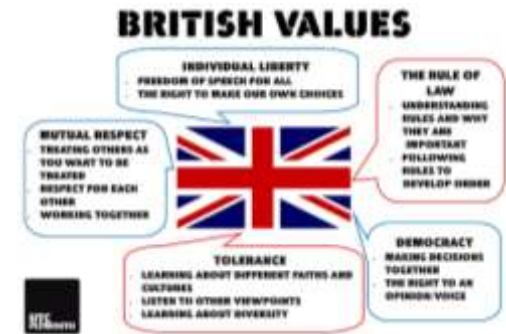 BRITISH VALUES
INDIVIDUAL LIBERTY
FREEDOM OF SPEECH FOR ALL
THE RIGHT TO MAKE OUR OWN CHOICES
THE RULE OF
LAW
UNDERSTANDING
RULES AND WHY
THEY ARE
IMPORTANT
FOLLOWING
RULES TO
DEVELOP ORDER
MUTUAL RESPECT
TREATING OTHERS AS
YOU WANT TO BE
TREATED
RESPECT FOR EACH
OTHER
WORKING TOGETHER
TOLERANCE
LEARNING ABOUT DIFFERENT FAITHS AND
CULTURES
LISTEN TO OTHER VIEWPOINTS
LEARNING ABOUT DIVERSITY
DEMOCRACY
MAKING DECISIONS
TOGETHER
THE RIGHT TO AN
OPINION/VOICE